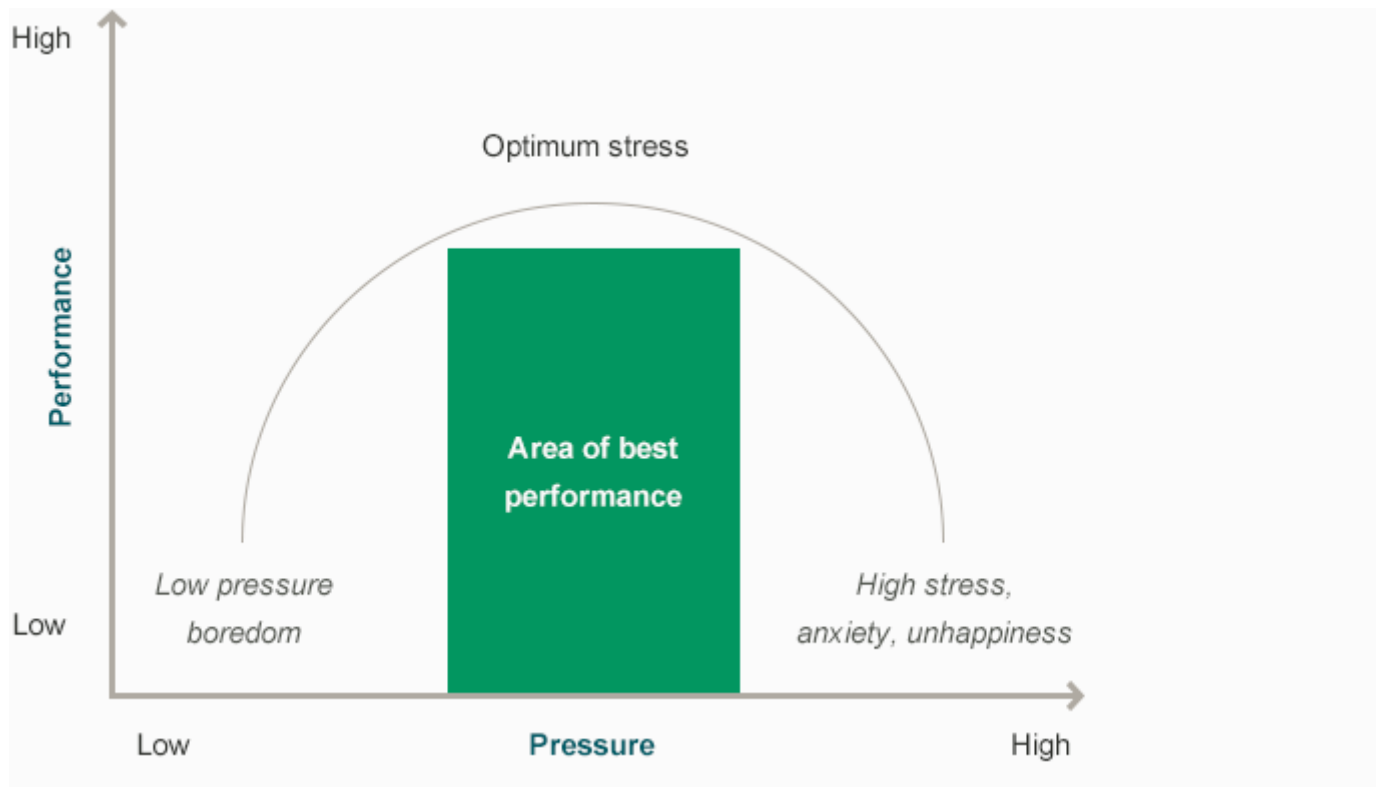 High
Optimum stress
Performance
Area of best
performance
Low pressure
boredom
High stress,
anxiety, unhappiness
Low
Low
Pressure
High